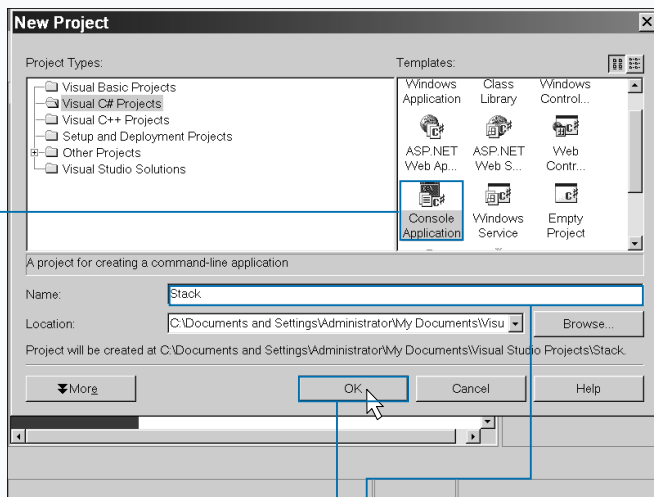 New Project
Project Types:
Templates:
Visual Basic Projects
Visual C# Projects
Visual C++ Projects
Setup and Deployment Projects
Other Projects
Visual Studio Solutions
Windows Application
Class Library
Windows Control...
ASP.NET Web Ap...
ASP.NET Web S...
Web Contr...
Console Application
Windows Service
Empty Project
A project for creating a command-line application
Name:
Stack
Location:
C:\Documents and Settings\Administrator\My Documents\Visu
Browse...
Project will be created at C:\Documents and Settings\Administrator\My Documents\Visual Studio Projects\Stack.
More
OK
Cancel
Help